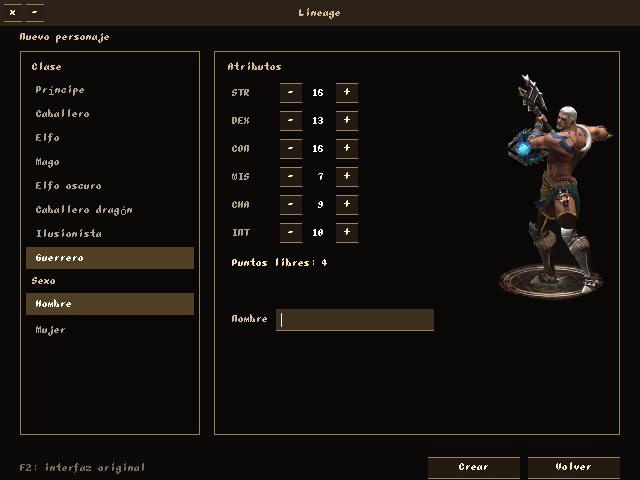 x - Lineage
Nuevo personaje
Clase
Príncipe
Caballero
Elfo
Mago
Elfo oscuro
Caballero dragón
Ilusionista
Guerrero
Sexo
Hombre
Mujer
Atributos
STR - 16 +
DEX - 13 +
CON - 16 +
WIS - 7 +
CHA - 9 +
INT - 10 +
Puntos libres: 4
Nombre
F2: interfaz original
Crear
Volver